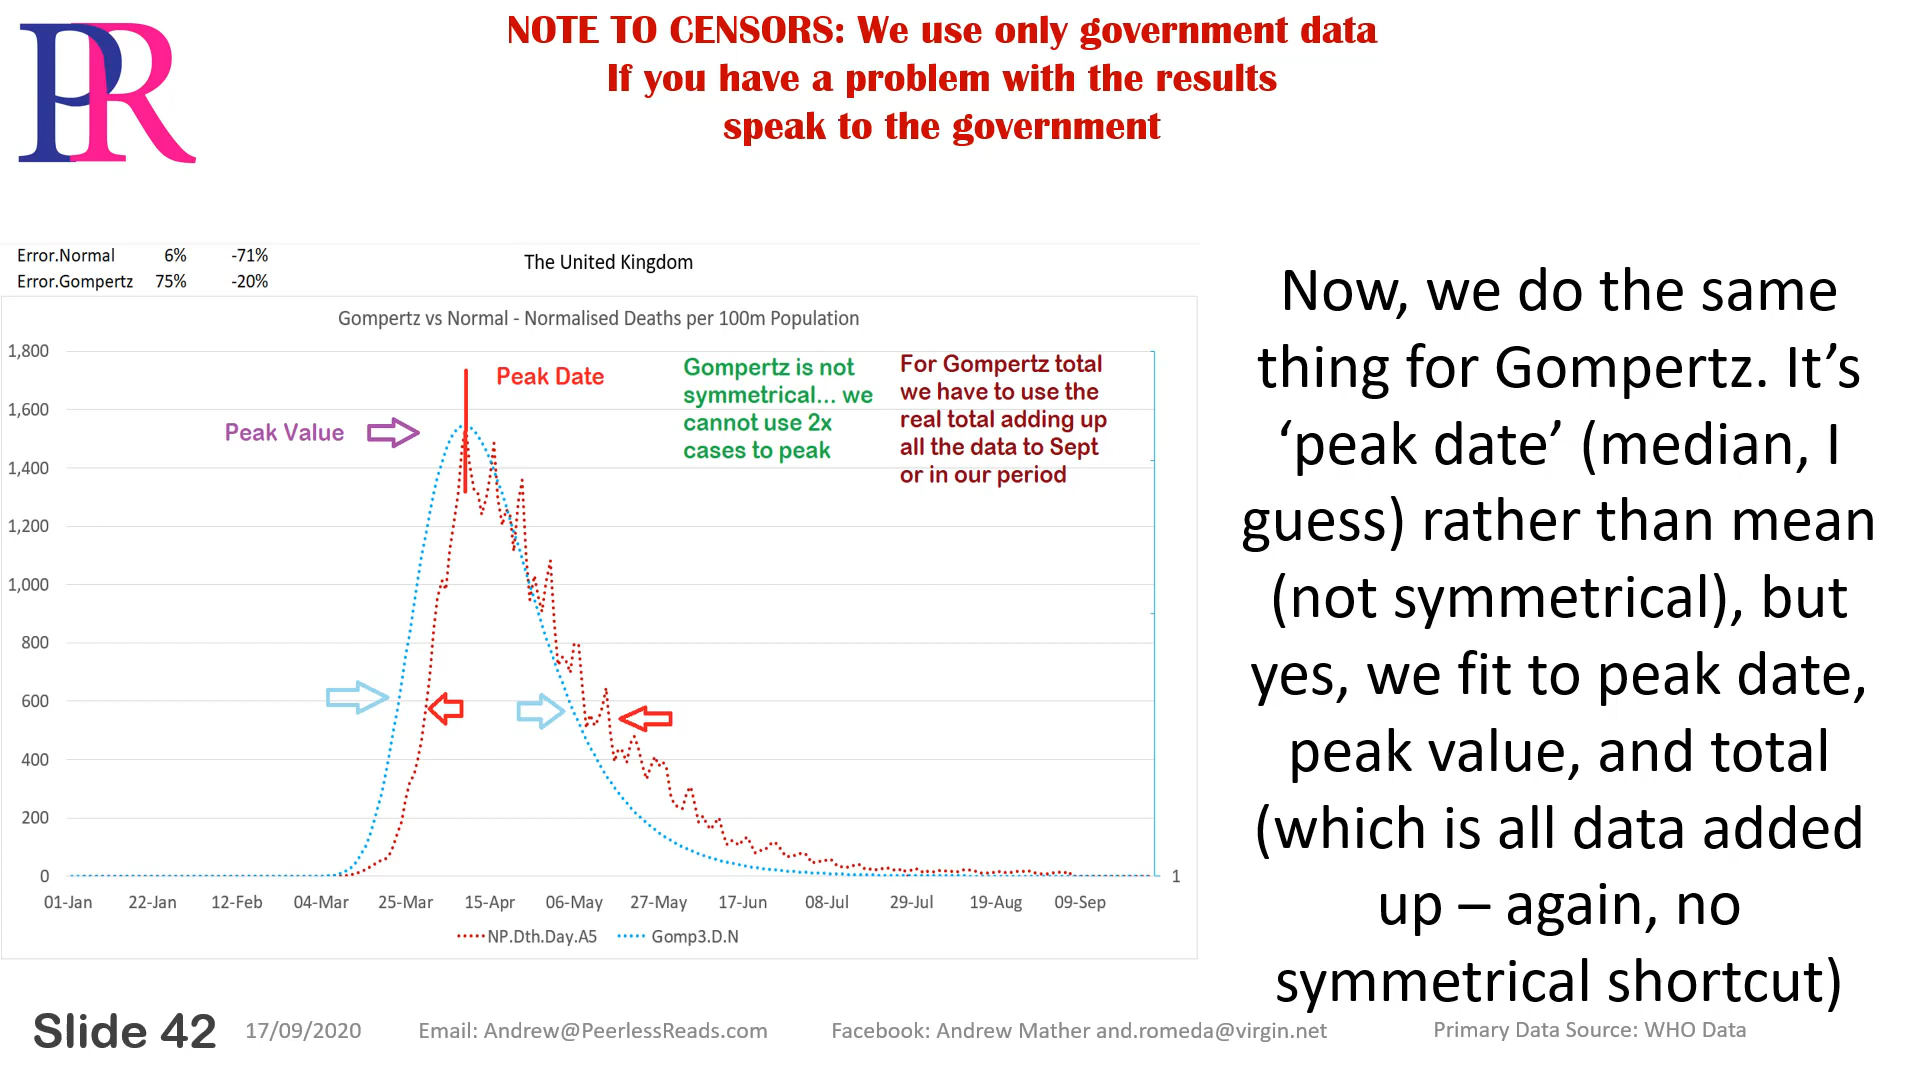 PR
NOTE TO CENSORS: We use only government data
If you have a problem with the results
speak to the government
Error.Normal 6% -71%
Error.Gompertz 75% -20%
The United Kingdom
Gompertz vs Normal - Normalised Deaths per 100m Population
1,800
1,600
1,400
1,200
1,000
800
600
400
200
0
Peak Value
Peak Date
Gompertz is not
symmetrical... we
cannot use 2x
cases to peak
For Gompertz total
we have to use the
real total adding up
all the data to Sept
or in our period
1
01-Jan 22-Jan 12-Feb 04-Mar 25-Mar 15-Apr 06-May 27-May 17-Jun 08-Jul 29-Jul 19-Aug 09-Sep
NP.Dth.Day.A5 Gomp3.D.N
Now, we do the same
thing for Gompertz. It’s
‘peak date’ (median, I
guess) rather than mean
(not symmetrical), but
yes, we fit to peak date,
peak value, and total
(which is all data added
up – again, no
symmetrical shortcut)
Slide 42 17/09/2020 Email: Andrew@PeerlessReads.com Facebook: Andrew Mather and.romeda@virgin.net Primary Data Source: WHO Data